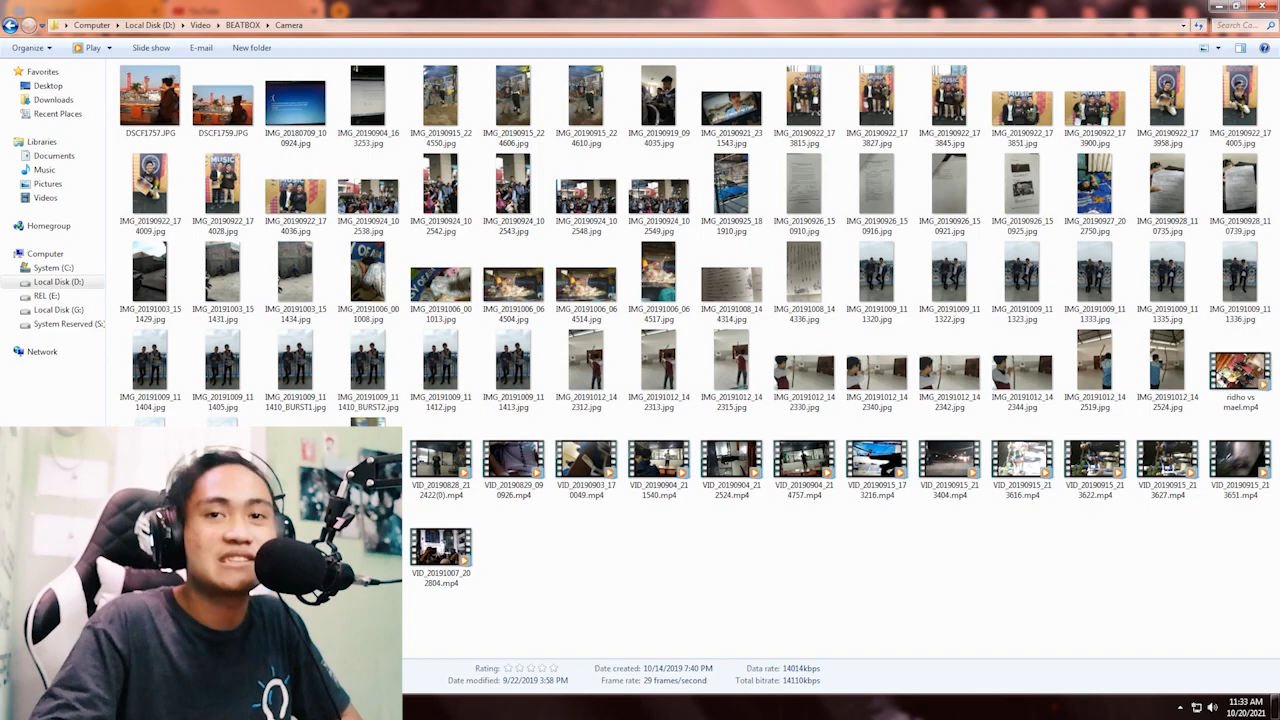 YouTube
Computer
Local Disk (D:)
Video
BEATBOX
Camera
Search Co...
Organize
Play
Slide show
E-mail
New folder
Favorites
Desktop
Downloads
Recent Places
Libraries
Documents
Music
Pictures
Videos
Homegroup
Computer
System (C:)
Local Disk (D:)
REL (E:)
Local Disk (G:)
System Reserved (S:
Network
DSCF1757.JPG
DSCF1759.JPG
IMG_20180709_10
0924.jpg
IMG_20190904_16
3253.jpg
IMG_20190915_22
4550.jpg
IMG_20190915_22
4606.jpg
IMG_20190915_22
4610.jpg
IMG_20190919_09
4035.jpg
IMG_20190921_23
1543.jpg
IMG_20190922_17
3815.jpg
IMG_20190922_17
3827.jpg
IMG_20190922_17
3845.jpg
IMG_20190922_17
3851.jpg
IMG_20190922_17
3900.jpg
IMG_20190922_17
3958.jpg
IMG_20190922_17
4005.jpg
IMG_20190922_17
4009.jpg
IMG_20190922_17
4028.jpg
IMG_20190922_17
4036.jpg
IMG_20190924_10
2538.jpg
IMG_20190924_10
2542.jpg
IMG_20190924_10
2543.jpg
IMG_20190924_10
2548.jpg
IMG_20190924_10
2549.jpg
IMG_20190925_18
1910.jpg
IMG_20190926_15
0910.jpg
IMG_20190926_15
0916.jpg
IMG_20190926_15
0921.jpg
IMG_20190926_15
0925.jpg
IMG_20190927_20
2750.jpg
IMG_20190928_11
0735.jpg
IMG_20190928_11
0739.jpg
IMG_20191003_15
1429.jpg
IMG_20191003_15
1431.jpg
IMG_20191003_15
1434.jpg
IMG_20191006_00
1008.jpg
IMG_20191006_00
1013.jpg
IMG_20191006_06
4504.jpg
IMG_20191006_06
4514.jpg
IMG_20191006_06
4517.jpg
IMG_20191008_14
4314.jpg
IMG_20191008_14
4336.jpg
IMG_20191009_11
1320.jpg
IMG_20191009_11
1322.jpg
IMG_20191009_11
1323.jpg
IMG_20191009_11
1333.jpg
IMG_20191009_11
1335.jpg
IMG_20191009_11
1336.jpg
IMG_20191009_11
1404.jpg
IMG_20191009_11
1405.jpg
IMG_20191009_11
1410_BURST1.jpg
IMG_20191009_11
1410_BURST2.jpg
IMG_20191009_11
1412.jpg
IMG_20191009_11
1413.jpg
IMG_20191012_14
2312.jpg
IMG_20191012_14
2313.jpg
IMG_20191012_14
2315.jpg
IMG_20191012_14
2330.jpg
IMG_20191012_14
2340.jpg
IMG_20191012_14
2342.jpg
IMG_20191012_14
2344.jpg
IMG_20191012_14
2519.jpg
IMG_20191012_14
2524.jpg
ridho vs
mael.mp4
VID_20190828_21
2422(0).mp4
VID_20190829_09
0926.mp4
VID_20190903_17
0049.mp4
VID_20190904_21
1540.mp4
VID_20190904_21
2524.mp4
VID_20190904_21
4757.mp4
VID_20190915_17
3216.mp4
VID_20190915_21
3404.mp4
VID_20190915_21
3616.mp4
VID_20190915_21
3622.mp4
VID_20190915_21
3627.mp4
VID_20190915_21
3651.mp4
VID_20191007_20
2804.mp4
Rating:
Date created: 10/14/2019 7:40 PM
Data rate: 14014kbps
Date modified: 9/22/2019 3:58 PM
Frame rate: 29 frames/second
Total bitrate: 14110kbps
11:33 AM
10/20/2021